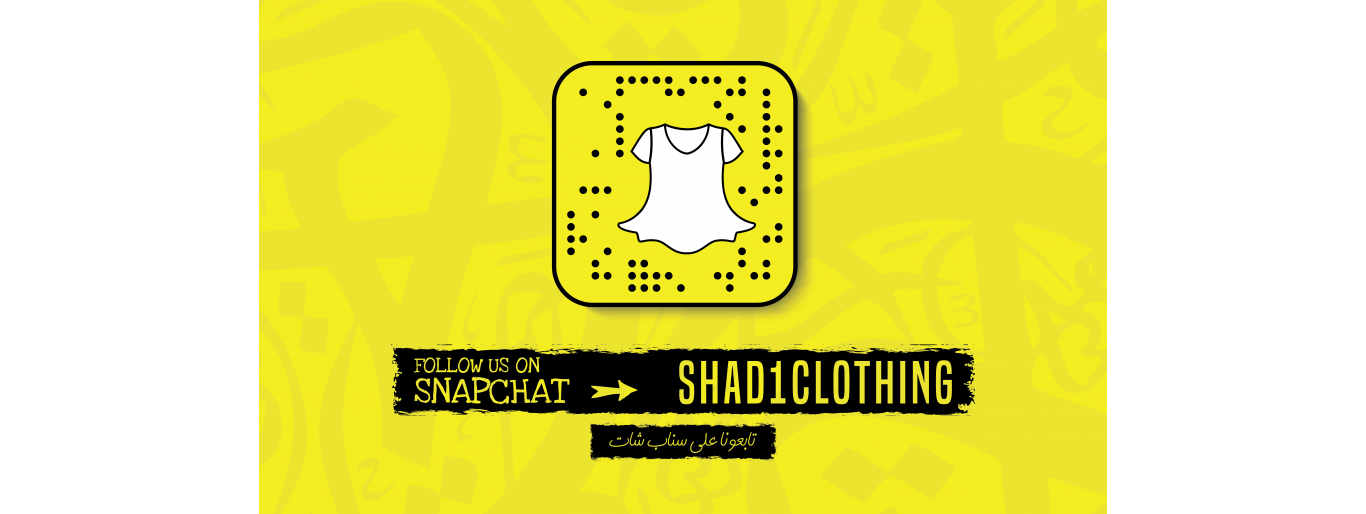 FOLLOW US ON
SNAPCHAT
SHAD1CLOTHING
تابعونا على سناب شات